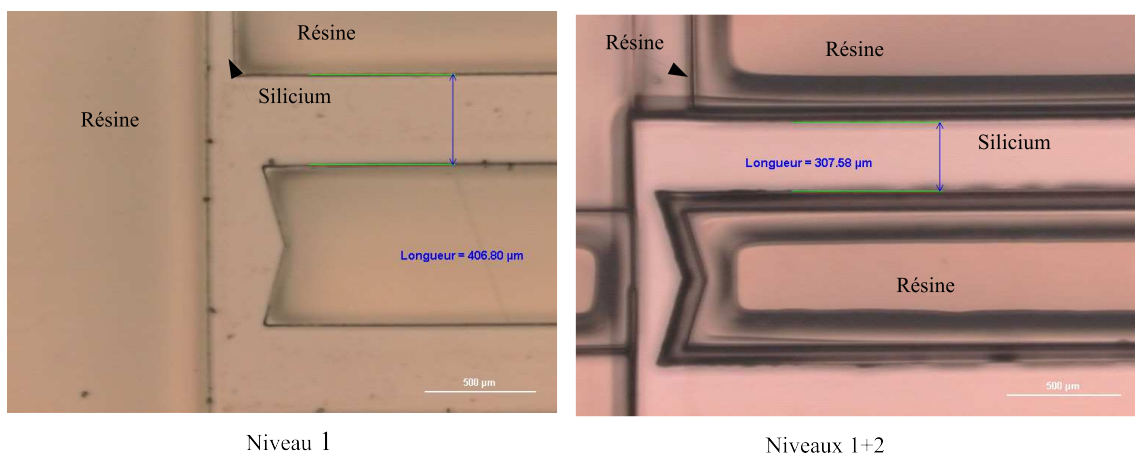 Résine
Silicium
Résine
Longueur = 406.80 µm
500 µm
Niveau 1
Résine
Résine
Silicium
Longueur = 307.58 µm
Résine
500 µm
Niveaux 1+2